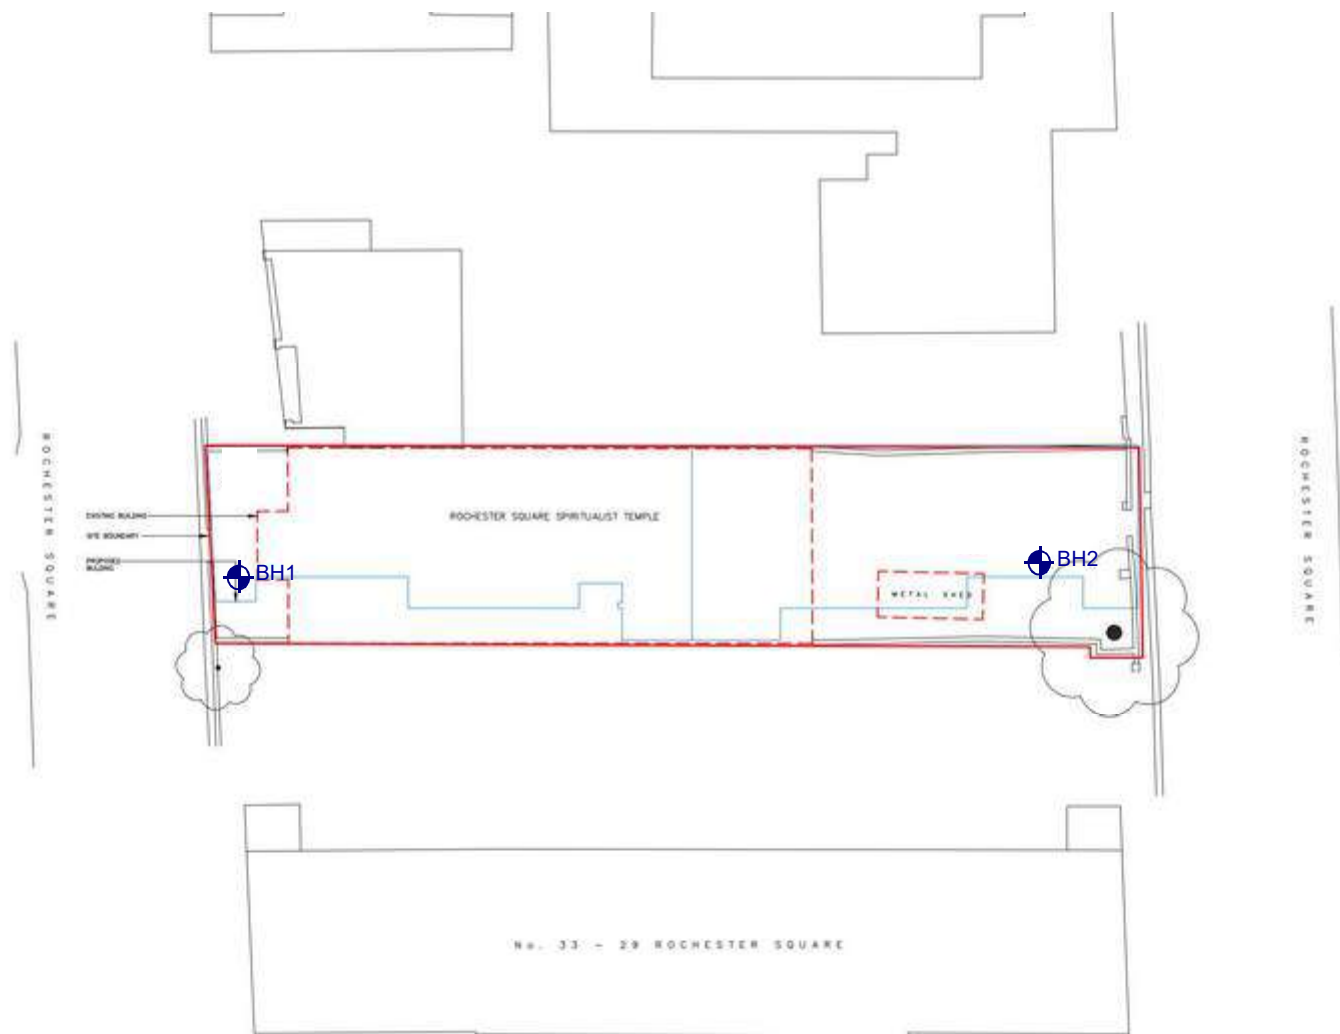 ROCHESTER SQUARE
ROCHESTER SQUARE
EXISTING BUILDING
SITE BOUNDARY
PROPOSED
BUILDING
ROCHESTER SQUARE SPIRITUALIST TEMPLE
BH1
BH2
METAL SHED
No. 33 - 29 ROCHESTER SQUARE